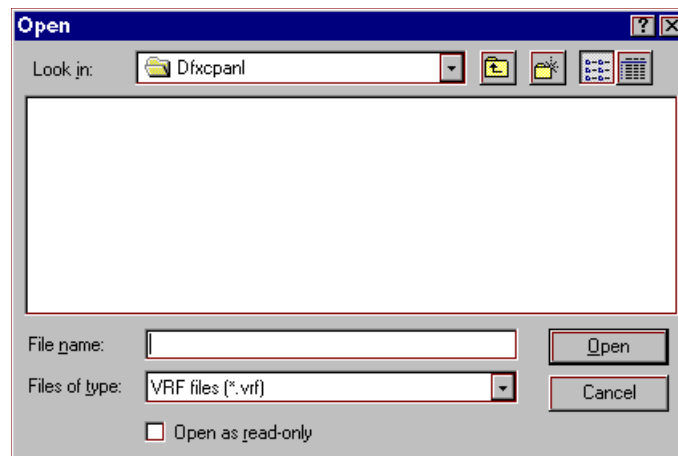 Open
Look in: Dfxcpanl
File name:
Open
Files of type: VRF files (*.vrf)
Cancel
Open as read-only